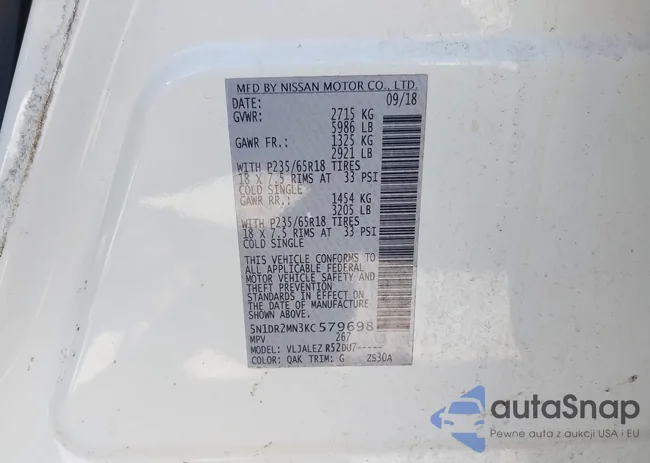 MFD BY NISSAN MOTOR CO., LTD.
DATE: 09/18
GVWR: 2715 KG
5986 LB
GAWR FR.: 1325 KG
2921 LB
WITH P235/65R18 TIRES
18 X 7.5 RIMS AT 33 PSI
COLD SINGLE
GAWR RR.: 1454 KG
3205 LB
WITH P235/65R18 TIRES
18 X 7.5 RIMS AT 33 PSI
COLD SINGLE
THIS VEHICLE CONFORMS TO
ALL APPLICABLE FEDERAL
MOTOR VEHICLE SAFETY AND
THEFT PREVENTION
STANDARDS IN EFFECT ON
THE DATE OF MANUFACTURE
SHOWN ABOVE.
5N1DR2MN3KC579698
MPV 267
MODEL: VLJALEZ R52DU7-----
COLOR: QAK TRIM: G ZS30A
autaSnap
Pewne auta z aukcji USA i EU